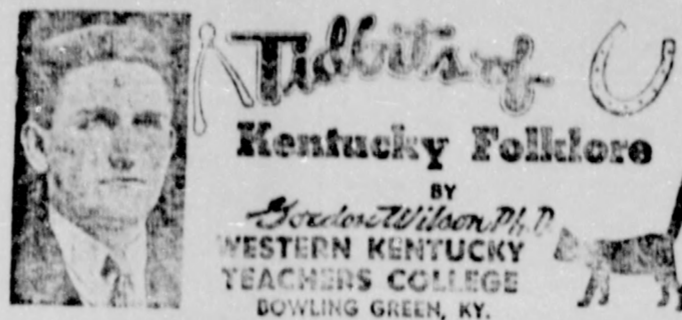 Tidbits of
Kentucky Folklore
BY
Gordon Wilson, Ph.D.
WESTERN KENTUCKY
TEACHERS COLLEGE
BOWLING GREEN, KY.